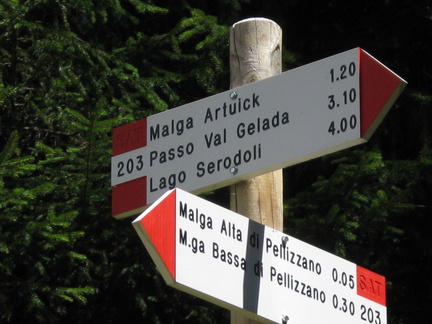 SAT Malga Artuick 1.20
203 Passo Val Gelada 3.10
Lago Serodoli 4.00
Malga Alta di Pellizzano 0.05 SAT
M.ga Bassa di Pellizzano 0.30 203